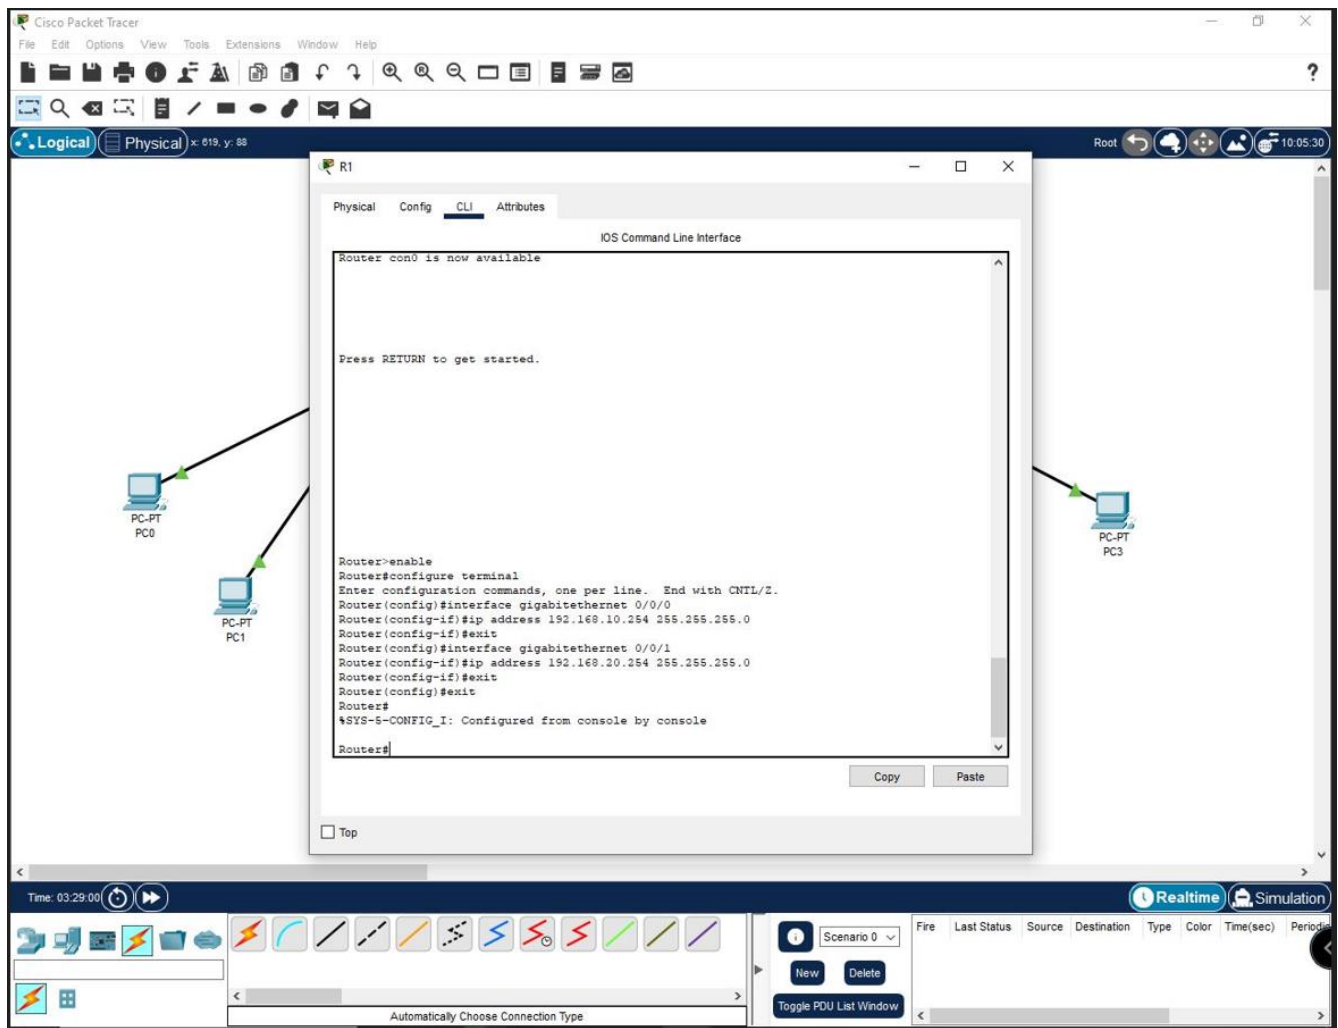 Cisco Packet Tracer
File Edit Options View Tools Extensions Window Help
?
Logical Physical x: 619, y: 88 Root 10:05:30
R1
Physical Config CLI Attributes
IOS Command Line Interface
Router con0 is now available
Press RETURN to get started.
Router>enable
Router#configure terminal
Enter configuration commands, one per line. End with CNTL/Z.
Router(config)#interface gigabitethernet 0/0/0
Router(config-if)#ip address 192.168.10.254 255.255.255.0
Router(config-if)#exit
Router(config)#interface gigabitethernet 0/0/1
Router(config-if)#ip address 192.168.20.254 255.255.255.0
Router(config-if)#exit
Router(config)#exit
Router#
%SYS-5-CONFIG_I: Configured from console by console
Router#
Copy Paste
Top
PC-PT
PC0
PC-PT
PC1
PC-PT
PC3
Time: 03:29:00 Realtime Simulation
Scenario 0
New Delete
Toggle PDU List Window
Fire Last Status Source Destination Type Color Time(sec) Periodic
Automatically Choose Connection Type